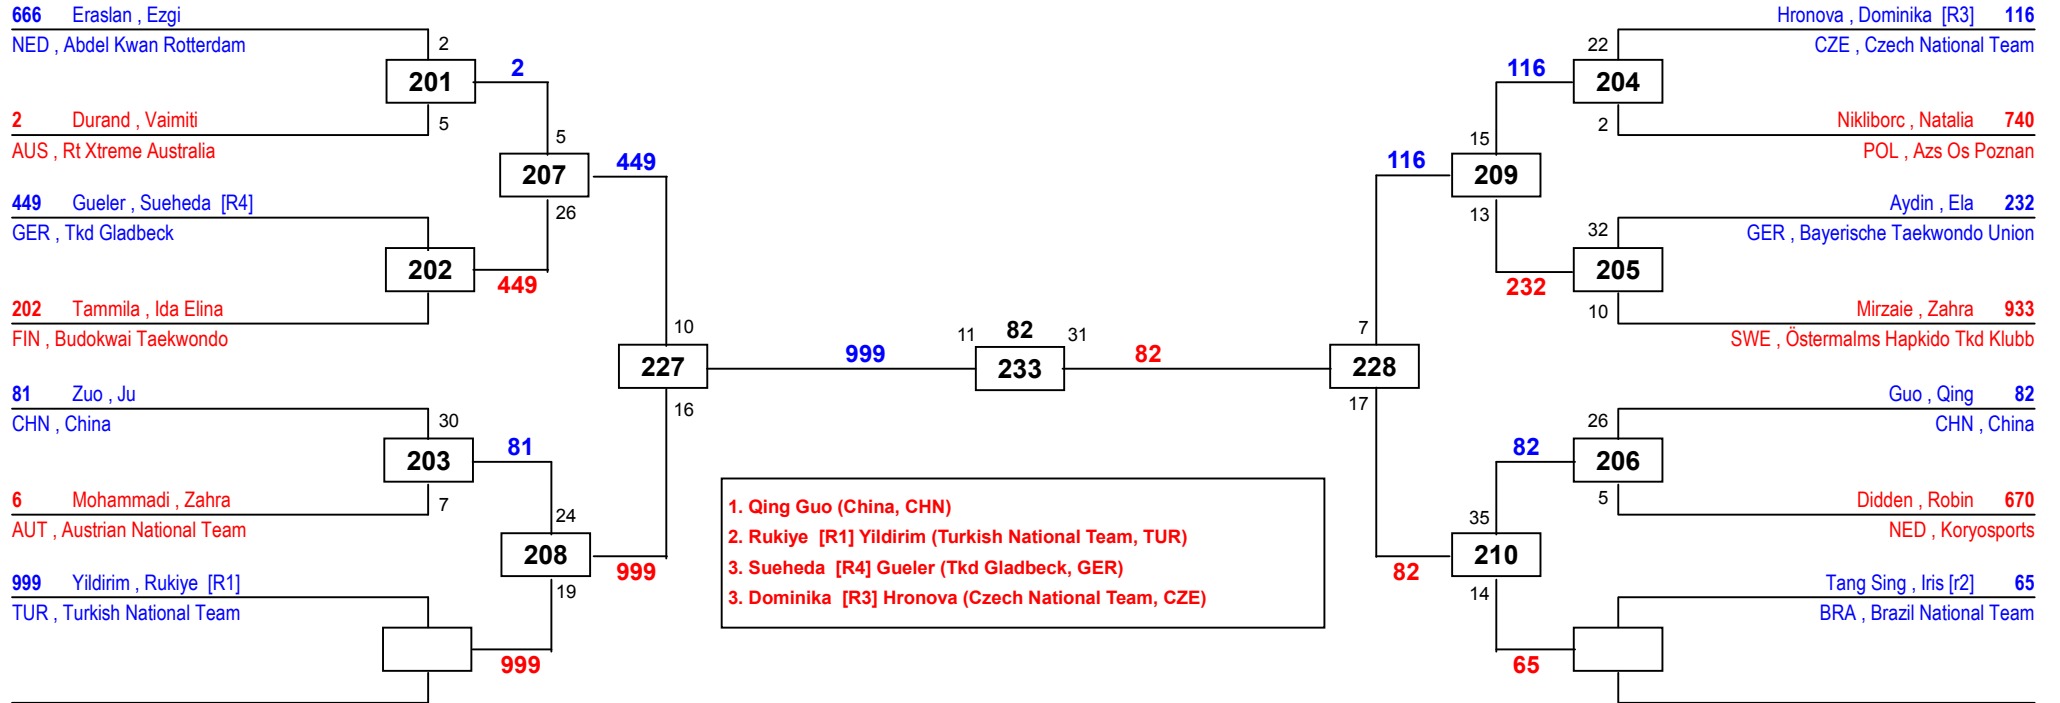 666 Eraslan , Ezgi
NED , Abdel Kwan Rotterdam
2
201
2
5
2 Durand , Vaimiti
AUS , Rt Xtreme Australia
5
207
449
26
449 Gueler , Sueheda [R4]
GER , Tkd Gladbeck
202
449
202 Tammila , Ida Elina
FIN , Budokwai Taekwondo
10
227
999
16
81 Zuo , Ju
CHN , China
30
203
81
7
6 Mohammadi , Zahra
AUT , Austrian National Team
24
208
999
19
999 Yildirim , Rukiye [R1]
TUR , Turkish National Team
999
11 82 31
233
82
1. Qing Guo (China, CHN)
2. Rukiye [R1] Yildirim (Turkish National Team, TUR)
3. Sueheda [R4] Gueler (Tkd Gladbeck, GER)
3. Dominika [R3] Hronova (Czech National Team, CZE)
Hronova , Dominika [R3] 116
CZE , Czech National Team
22
116
204
2
Nikliborc , Natalia 740
POL , Azs Os Poznan
15
116
209
13
Aydin , Ela 232
GER , Bayerische Taekwondo Union
32
205
232
10
Mirzaie , Zahra 933
SWE , Östermalms Hapkido Tkd Klubb
7
228
17
Guo , Qing 82
CHN , China
26
82
206
5
Didden , Robin 670
NED , Koryosports
35
210
82
14
Tang Sing , Iris [r2] 65
BRA , Brazil National Team
65